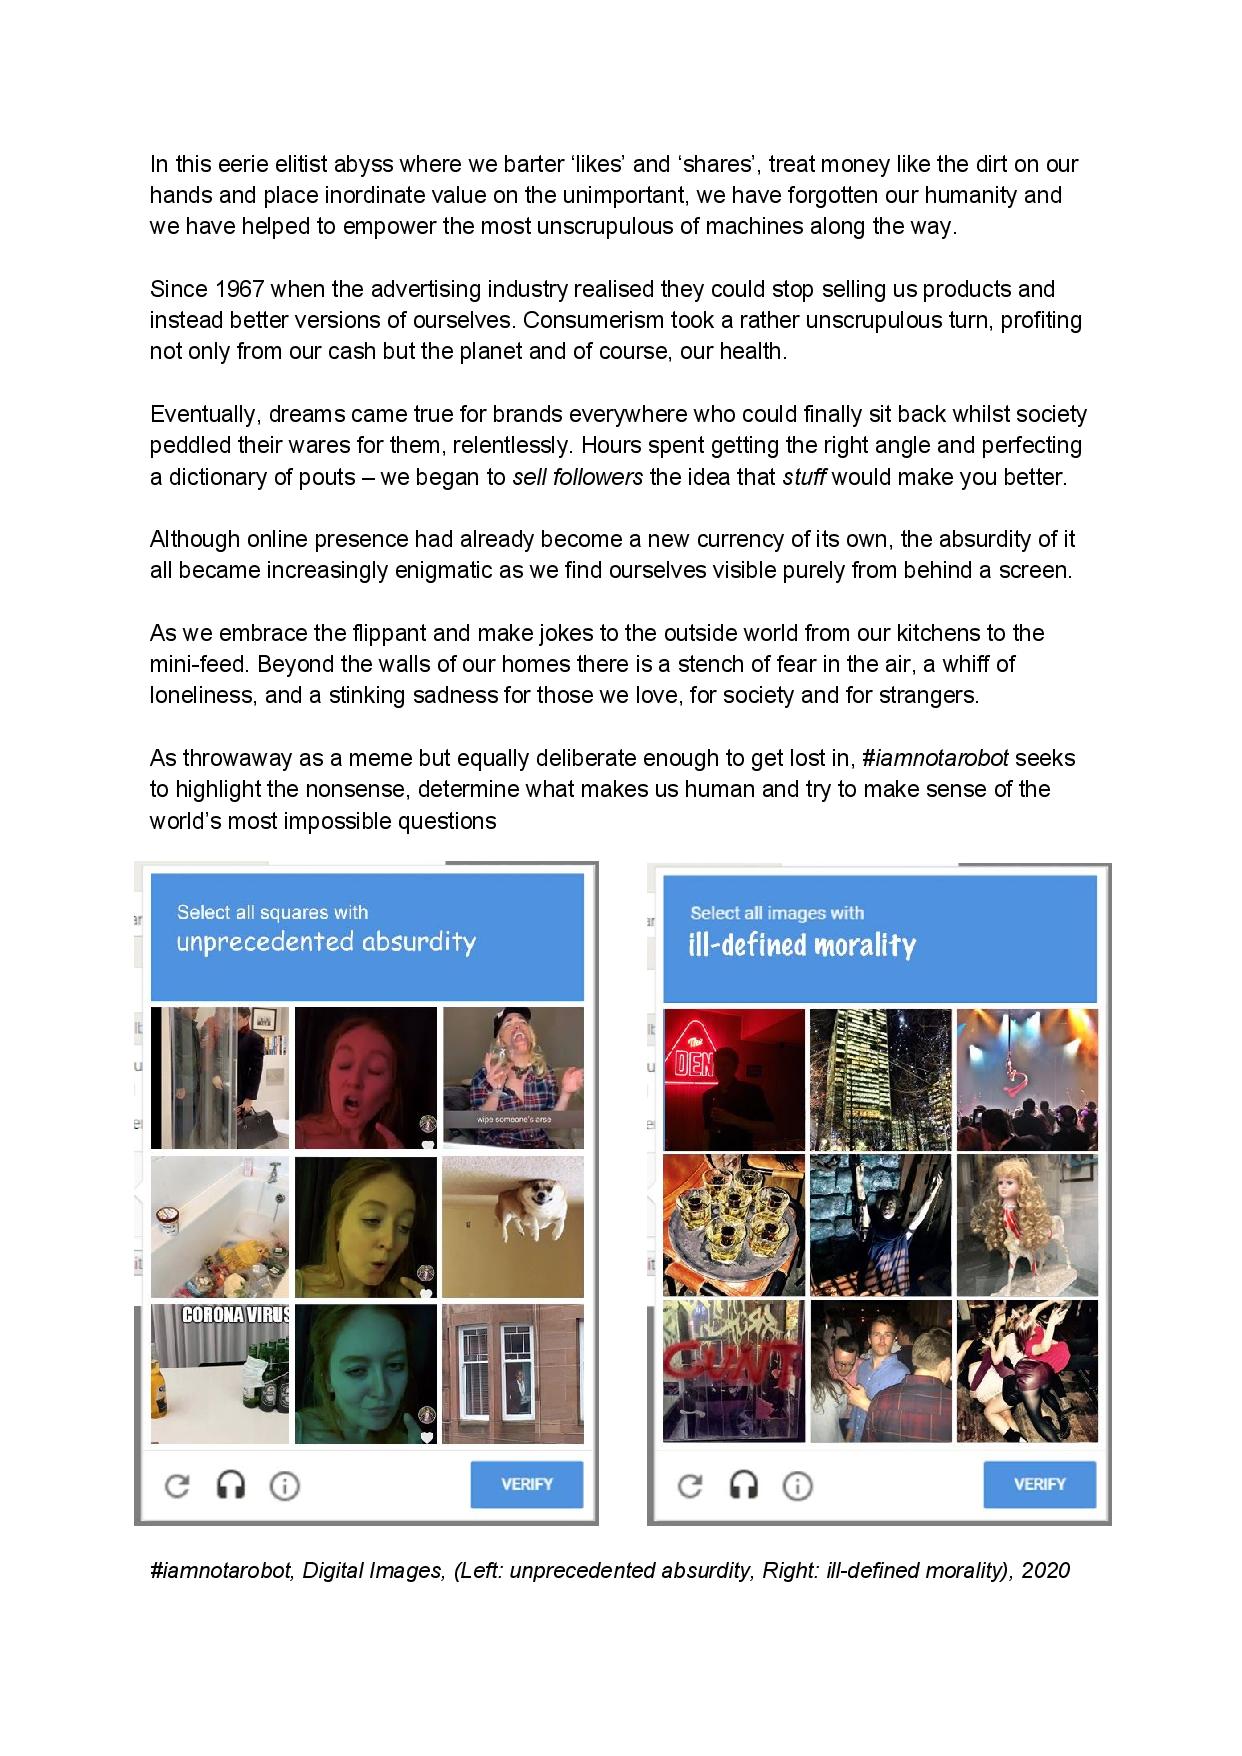 In this eerie elitist abyss where we barter ‘likes’ and ‘shares’, treat money like the dirt on our
hands and place inordinate value on the unimportant, we have forgotten our humanity and
we have helped to empower the most unscrupulous of machines along the way.
Since 1967 when the advertising industry realised they could stop selling us products and
instead better versions of ourselves. Consumerism took a rather unscrupulous turn, profiting
not only from our cash but the planet and of course, our health.
Eventually, dreams came true for brands everywhere who could finally sit back whilst society
peddled their wares for them, relentlessly. Hours spent getting the right angle and perfecting
a dictionary of pouts – we began to sell followers the idea that stuff would make you better.
Although online presence had already become a new currency of its own, the absurdity of it
all became increasingly enigmatic as we find ourselves visible purely from behind a screen.
As we embrace the flippant and make jokes to the outside world from our kitchens to the
mini-feed. Beyond the walls of our homes there is a stench of fear in the air, a whiff of
loneliness, and a stinking sadness for those we love, for society and for strangers.
As throwaway as a meme but equally deliberate enough to get lost in, #iamnotarobot seeks
to highlight the nonsense, determine what makes us human and try to make sense of the
world’s most impossible questions
Select all squares with
unprecedented absurdity
wipe someone's arse
CORONA VIRUS
VERIFY
Select all images with
ill-defined morality
The
DEN
CUNT
VERIFY
#iamnotarobot, Digital Images, (Left: unprecedented absurdity, Right: ill-defined morality), 2020